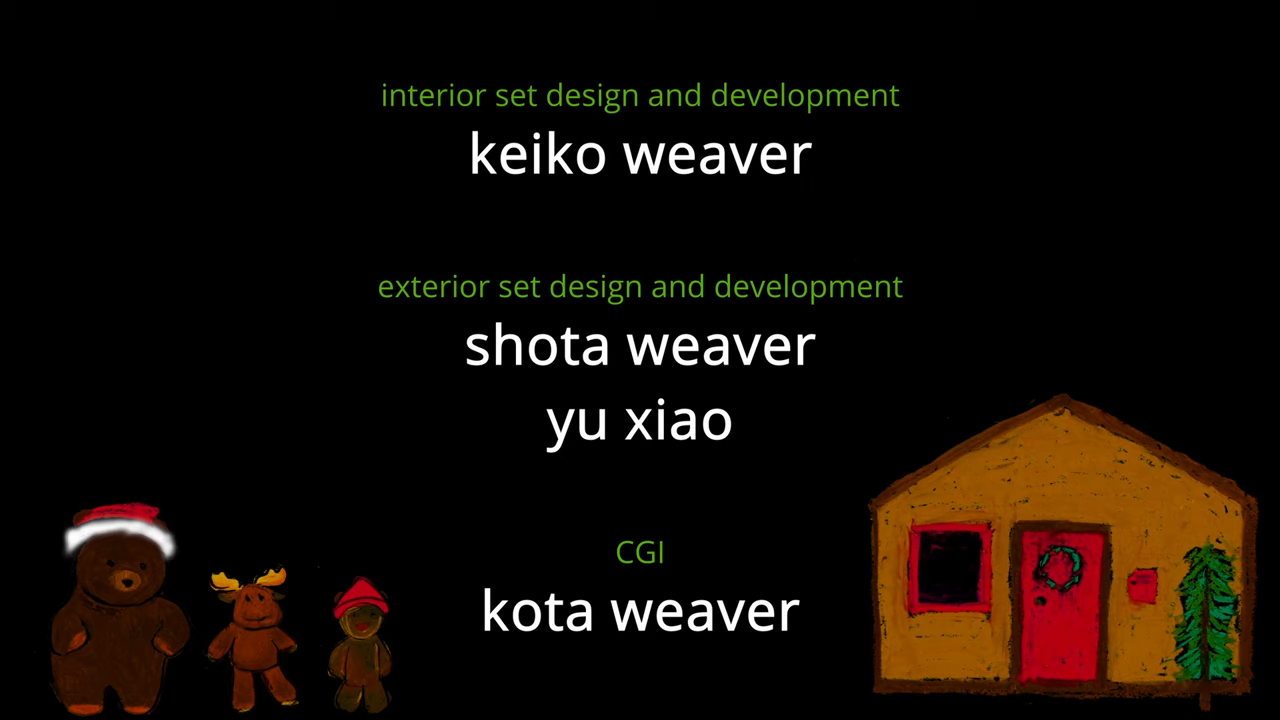 interior set design and development
keiko weaver
exterior set design and development
shota weaver
yu xiao
CGI
kota weaver